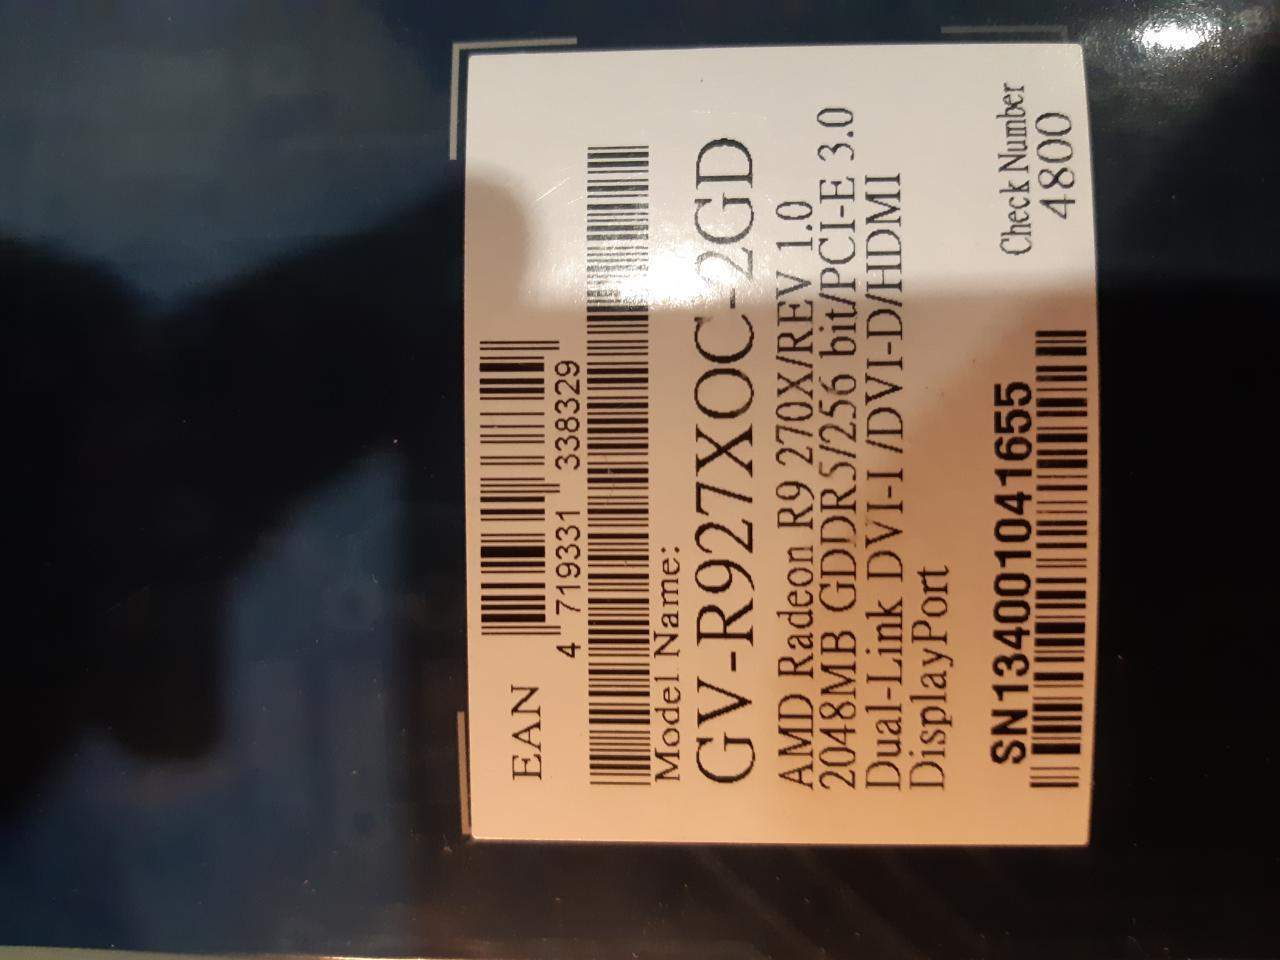 EAN
4 719331 338329
Model Name:
GV-R927XOC-2GD
AMD Radeon R9 270X/REV 1.0
2048MB GDDR5/256 bit/PCI-E 3.0
Dual-Link DVI-I /DVI-D/HDMI
DisplayPort
SN134001041655
Check Number
4800